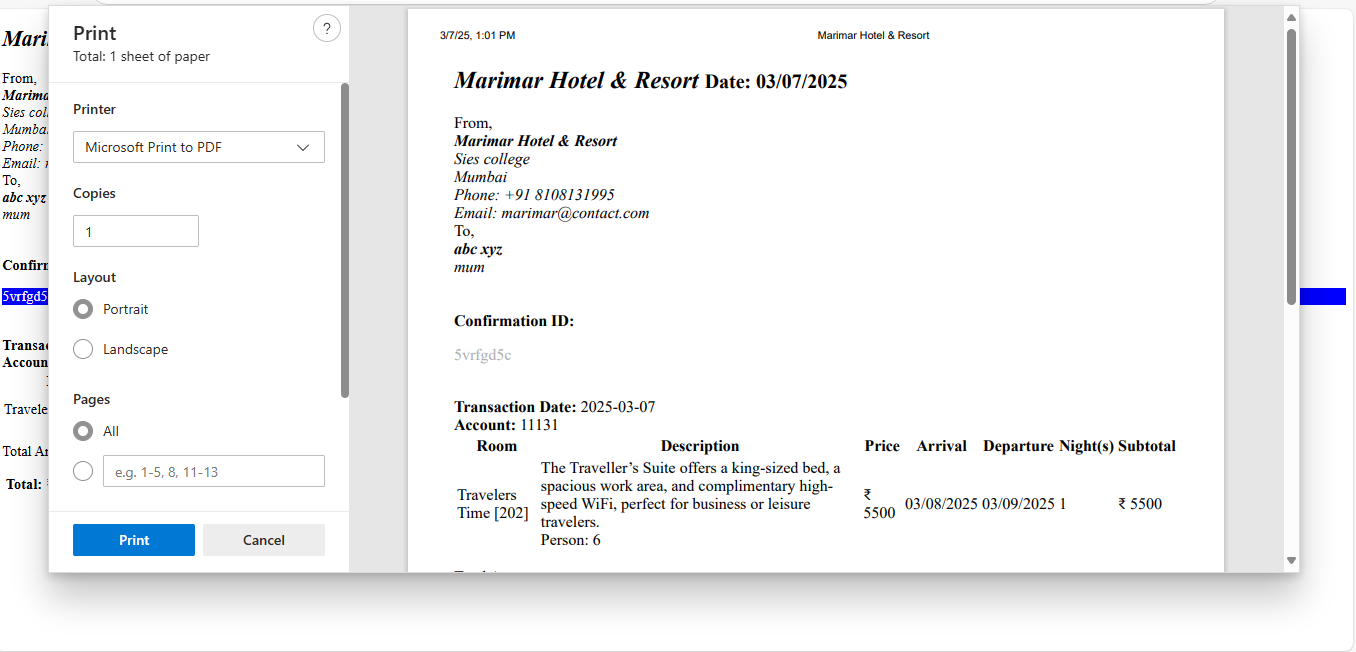 Print
?
Total: 1 sheet of paper
Printer
Microsoft Print to PDF
Copies
1
Layout
Portrait
Landscape
Pages
All
e.g. 1-5, 8, 11-13
Print Cancel
3/7/25, 1:01 PM Marimar Hotel & Resort
Marimar Hotel & Resort Date: 03/07/2025
From,
Marimar Hotel & Resort
Sies college
Mumbai
Phone: +91 8108131995
Email: marimar@contact.com
To,
abc xyz
mum
Confirmation ID:
5vrfgd5c
Transaction Date: 2025-03-07
Account: 11131
Room Description Price Arrival Departure Night(s) Subtotal
Travelers Time [202]
The Traveller’s Suite offers a king-sized bed, a
spacious work area, and complimentary high-
speed WiFi, perfect for business or leisure
travelers.
Person: 6
₹ 5500
03/08/2025 03/09/2025 1 ₹ 5500
From,
Sies
Phone:
Email:
To,
abc xyz
mum
5vrfgd5
Total
Total: